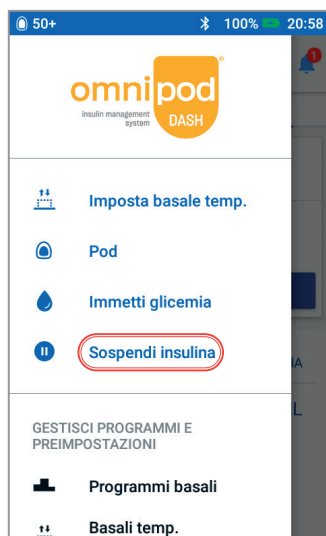 50+ 100% 20:58
1
omnipod®
insulin management
system DASH
Imposta basale temp.
Pod
Immetti glicemia
Sospendi insulina
IA
L
GESTISCI PROGRAMMI E
PREIMPOSTAZIONI
Programmi basali
Basali temp.